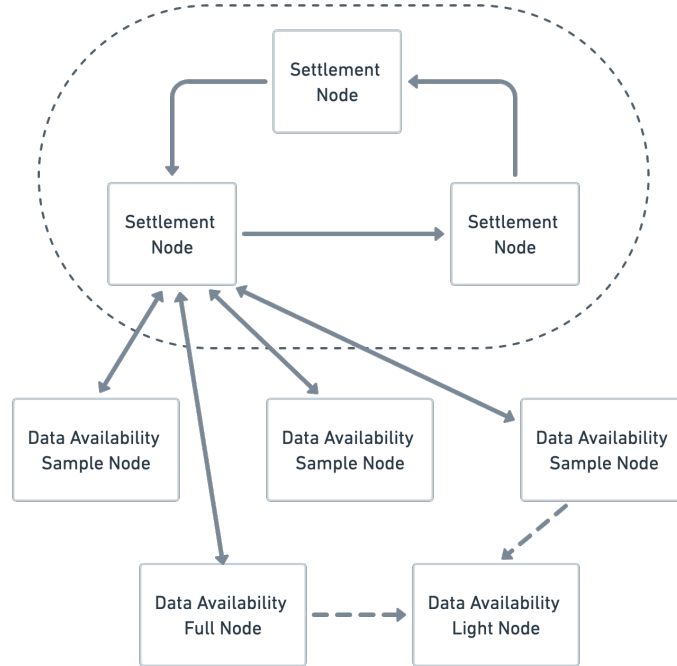 Settlement
Node
Settlement
Node
Settlement
Node
Data Availability
Sample Node
Data Availability
Sample Node
Data Availability
Sample Node
Data Availability
Full Node
Data Availability
Light Node